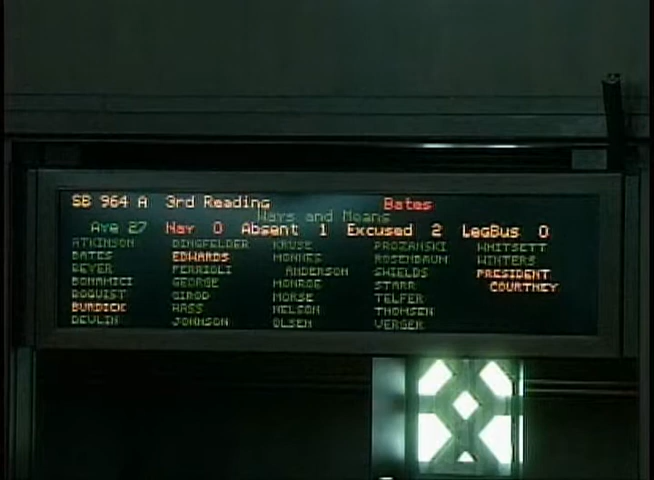 SB 964 A 3rd Reading Bates
Ways and Means
Aye 27 Nay 0 Absent 1 Excused 2 LegBus 0
ATKINSON DINGFELDER KRUSE PROZANSKI WHITSETT
BATES EDWARDS MONNES ROSENBAUM WINTERS
BEYER FERRIOLI ANDERSON SHIELDS PRESIDENT
BONAMICI GEORGE MONROE STARR COURTNEY
BOQUIST GIROD MORSE TELFER
BURDICK HASS NELSON THOMSEN
DEVLIN JOHNSON OLSEN VERGER